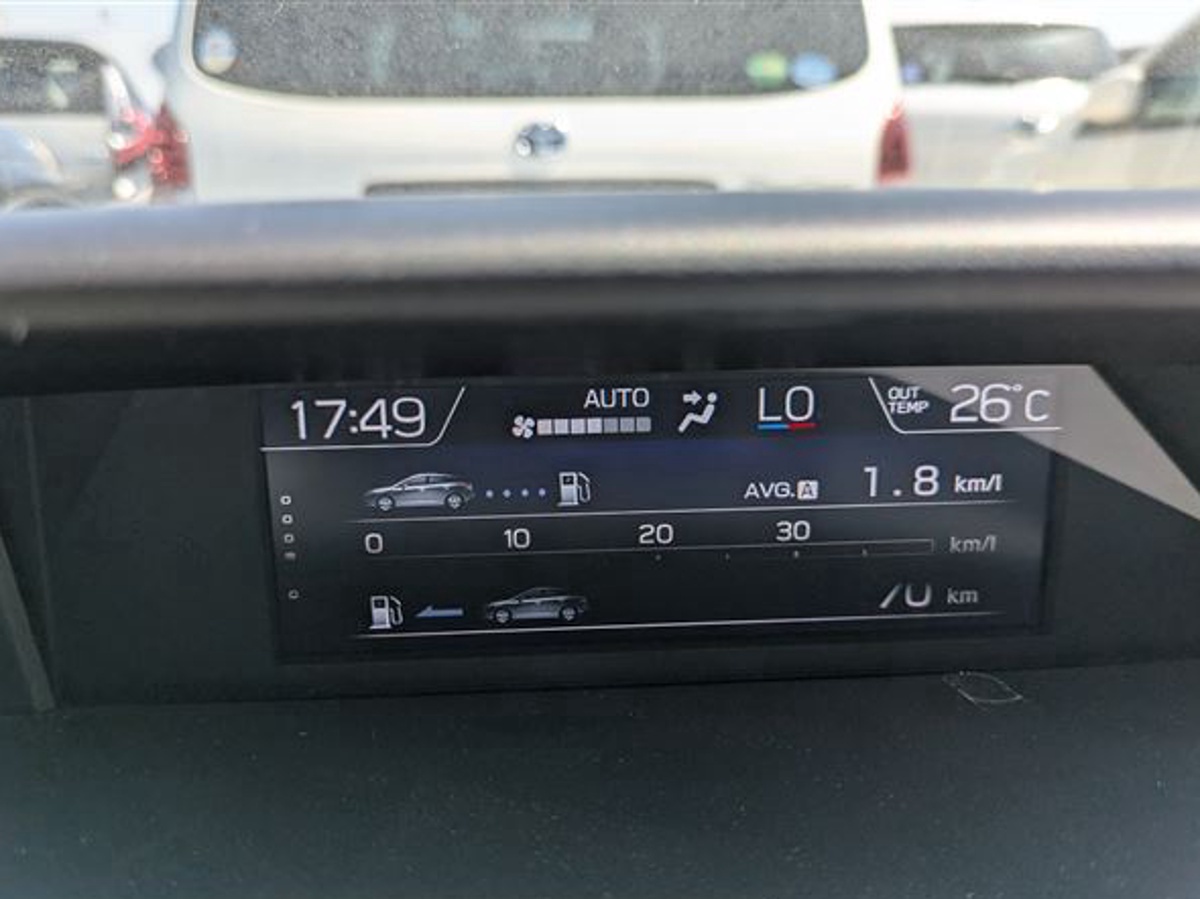 17:49 AUTO LO OUT TEMP 26°C
AVG.A 1.8 km/l
0 10 20 30 km/l
km